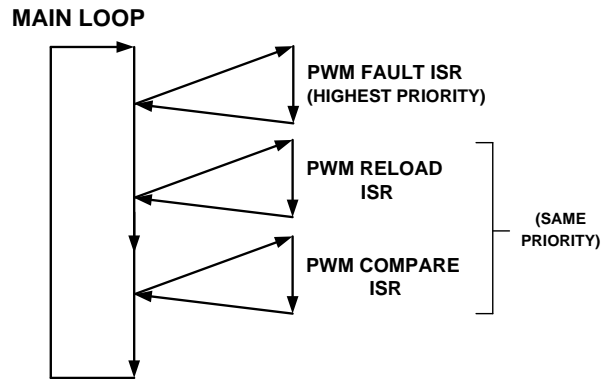 MAIN LOOP
PWM FAULT ISR
(HIGHEST PRIORITY)
PWM RELOAD
ISR
(SAME
PRIORITY)
PWM COMPARE
ISR